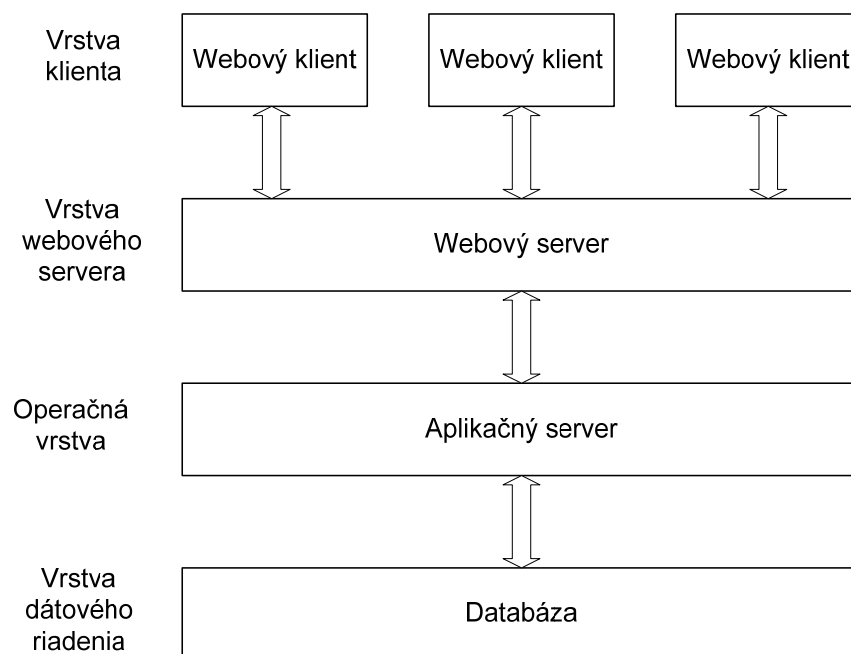 Vrstva
klienta
Webový klient
Webový klient
Webový klient
Vrstva
webového
servera
Webový server
Operačná
vrstva
Aplikačný server
Vrstva
dátového
riadenia
Databáza